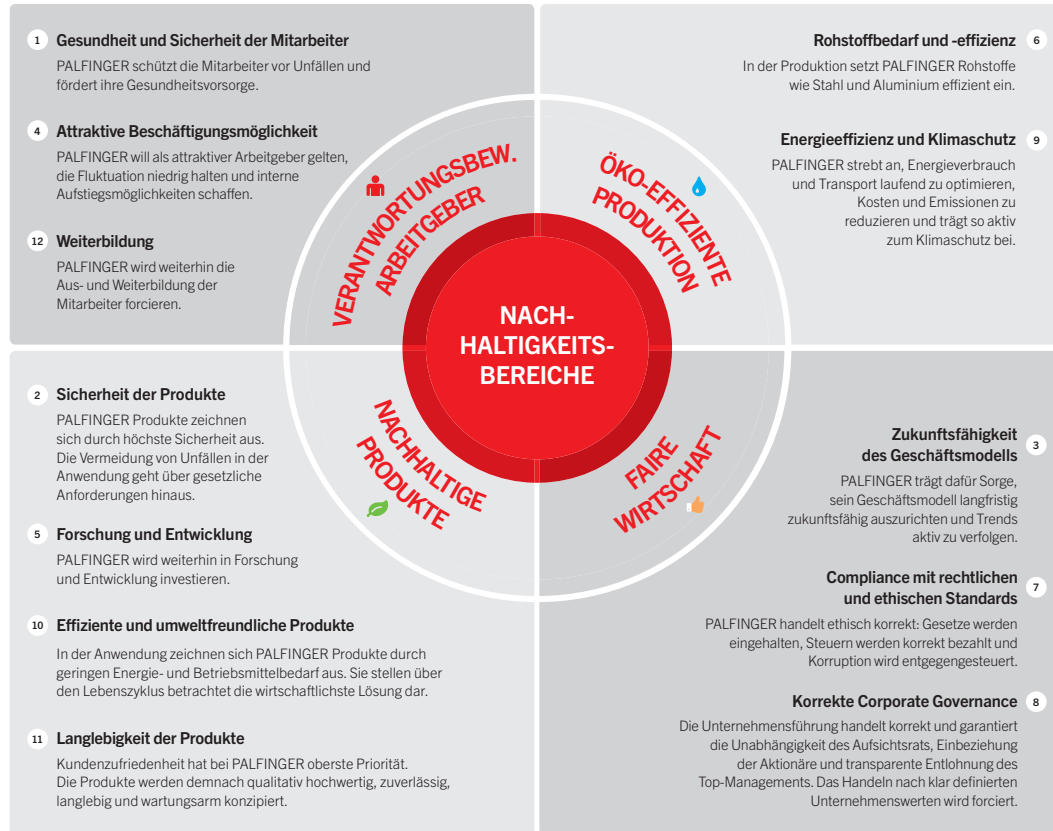 1 Gesundheit und Sicherheit der Mitarbeiter
PALFINGER schützt die Mitarbeiter vor Unfällen und
fördert ihre Gesundheitsvorsorge.
4 Attraktive Beschäftigungsmöglichkeit
PALFINGER will als attraktiver Arbeitgeber gelten,
die Fluktuation niedrig halten und interne
Aufstiegsmöglichkeiten schaffen.
12 Weiterbildung
PALFINGER wird weiterhin die
Aus- und Weiterbildung der
Mitarbeiter forcieren.
VERANTWORTUNGSBEW.
ARBEITGEBER
Rohstoffbedarf und -effizienz 6
In der Produktion setzt PALFINGER Rohstoffe
wie Stahl und Aluminium effizient ein.
Energieeffizienz und Klimaschutz 9
PALFINGER strebt an, Energieverbrauch
und Transport laufend zu optimieren,
Kosten und Emissionen zu
reduzieren und trägt so aktiv
zum Klimaschutz bei.
ÖKO-EFFIZIENTE
PRODUKTION
NACH-
HALTIGKEITS-
BEREICHE
2 Sicherheit der Produkte
PALFINGER Produkte zeichnen
sich durch höchste Sicherheit aus.
Die Vermeidung von Unfällen in der
Anwendung geht über gesetzliche
Anforderungen hinaus.
5 Forschung und Entwicklung
PALFINGER wird weiterhin in Forschung
und Entwicklung investieren.
10 Effiziente und umweltfreundliche Produkte
In der Anwendung zeichnen sich PALFINGER Produkte durch
geringen Energie- und Betriebsmittelbedarf aus. Sie stellen über
den Lebenszyklus betrachtet die wirtschaftlichste Lösung dar.
11 Langlebigkeit der Produkte
Kundenzufriedenheit hat bei PALFINGER oberste Priorität.
Die Produkte werden demnach qualitativ hochwertig, zuverlässig,
langlebig und wartungsarm konzipiert.
NACHHALTIGE
PRODUKTE
FAIRE
WIRTSCHAFT
Zukunftsfähigkeit
des Geschäftsmodells 3
PALFINGER trägt dafür Sorge,
sein Geschäftsmodell langfristig
zukunftsfähig auszurichten und Trends
aktiv zu verfolgen.
Compliance mit rechtlichen
und ethischen Standards 7
PALFINGER handelt ethisch korrekt: Gesetze werden
eingehalten, Steuern werden korrekt bezahlt und
Korruption wird entgegengesteuert.
Korrekte Corporate Governance 8
Die Unternehmensführung handelt korrekt und garantiert
die Unabhängigkeit des Aufsichtsrats, Einbeziehung
der Aktionäre und transparente Entlohnung des
Top-Managements. Das Handeln nach klar definierten
Unternehmenswerten wird forciert.